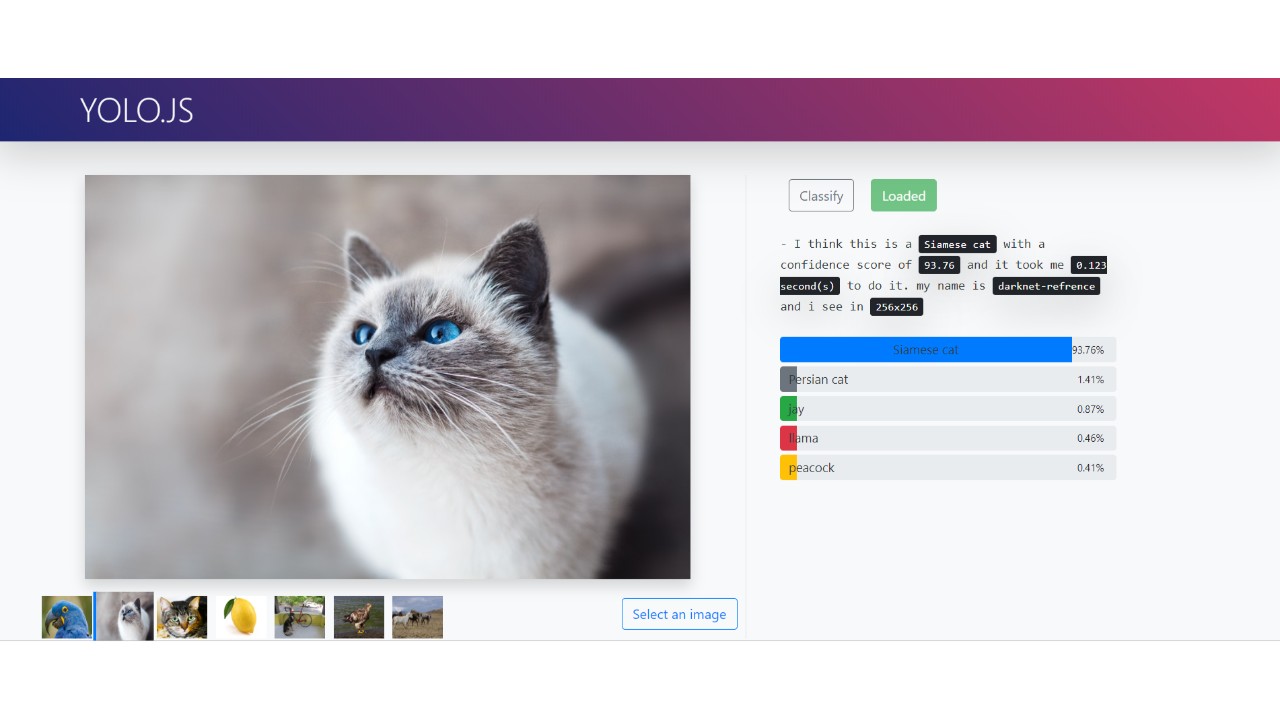 YOLO.JS
Classify
Loaded
- I think this is a Siamese cat with a
confidence score of 93.76 and it took me 0.123
second(s) to do it. my name is darknet-refrence
and i see in 256x256
Siamese cat 93.76%
Persian cat 1.41%
jay 0.87%
llama 0.46%
peacock 0.41%
Select an image